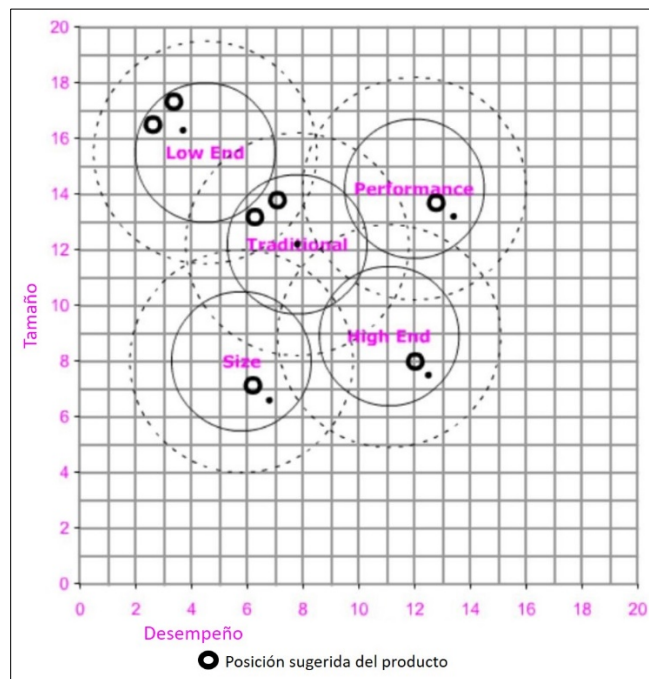 20
18
16
Low End
14
Performance
12
Traditional
10
Tamaño
High End
8
Size
6
4
2
0
0 2 4 6 8 10 12 14 16 18 20
Desempeño
Posición sugerida del producto